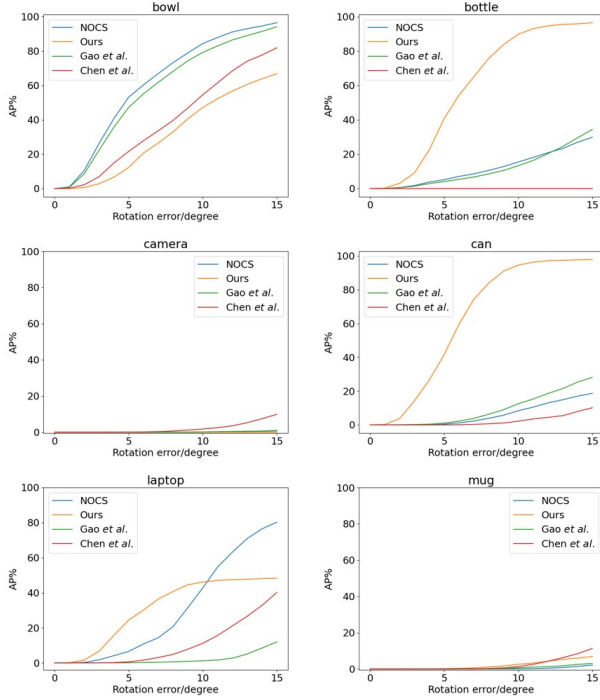 bowl
100
80
60
40
20
0
AP%
NOCS
Ours
Gao et al.
Chen et al.
0 5 10 15
Rotation error/degree
bottle
100
80
60
40
20
0
AP%
NOCS
Ours
Gao et al.
Chen et al.
0 5 10 15
Rotation error/degree
camera
100
80
60
40
20
0
AP%
NOCS
Ours
Gao et al.
Chen et al.
0 5 10 15
Rotation error/degree
can
100
80
60
40
20
0
AP%
NOCS
Ours
Gao et al.
Chen et al.
0 5 10 15
Rotation error/degree
laptop
100
80
60
40
20
0
AP%
NOCS
Ours
Gao et al.
Chen et al.
0 5 10 15
Rotation error/degree
mug
100
80
60
40
20
0
AP%
NOCS
Ours
Gao et al.
Chen et al.
0 5 10 15
Rotation error/degree